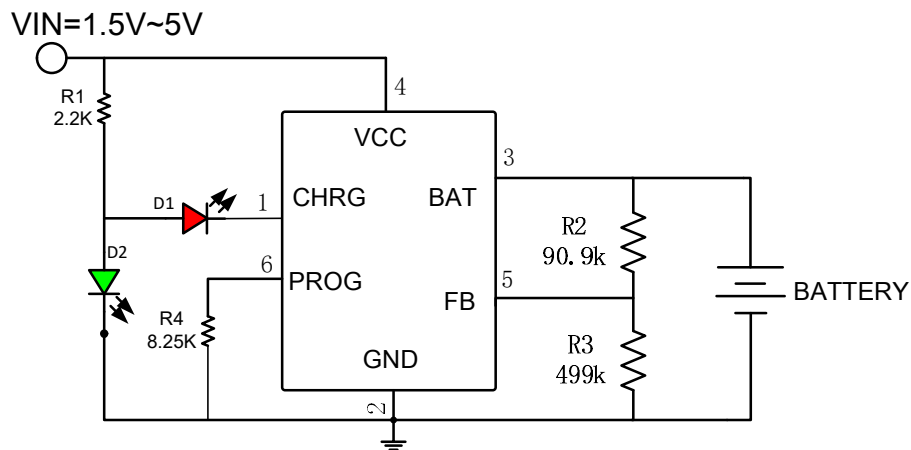 VIN=1.5V~5V
R1
2.2K
4
VCC
3
D1
1
CHRG
BAT
R2
90.9k
D2
6
PROG
5
FB
BATTERY
R4
8.25K
R3
499k
GND
2